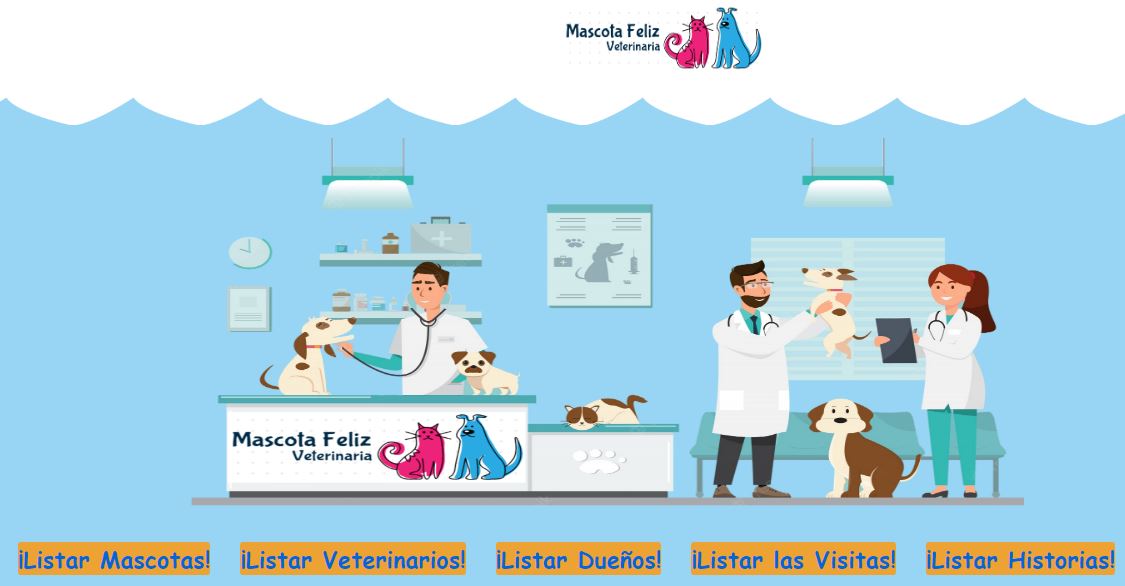 Mascota Feliz
Veterinaria
Mascota Feliz
Veterinaria
¡Listar Mascotas!
¡Listar Veterinarios!
¡Listar Dueños!
¡Listar las Visitas!
¡Listar Historias!